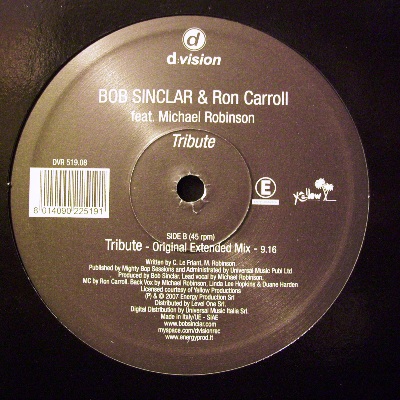 d
d:vision
BOB SINCLAR & Ron Carroll
feat. Michael Robinson
Tribute
DVR 519.08
8 014090 225191
E
Yellow
SIDE B (45 rpm)
Tribute - Original Extended Mix - 9.16
Written by C. Le Friant, M. Robinson
Published by Mighty Bop Sessions and Administrated by Universal Music Publ Ltd
Produced by Bob Sinclar. Lead vocal by Michael Robinson.
MC by Ron Carroll. Back Vox by Michael Robinson, Linda Lee Hopkins & Duane Harden
Licensed courtesy of Yellow Productions
(P) & © 2007 Energy Production Srl
Distributed by Level One Srl.
Digital Distribution by Universal Music Italia Srl.
Made in Italy/UE - SIAE
www.bobsinclar.com
myspace.com/dvisionrec
www.energyprod.it